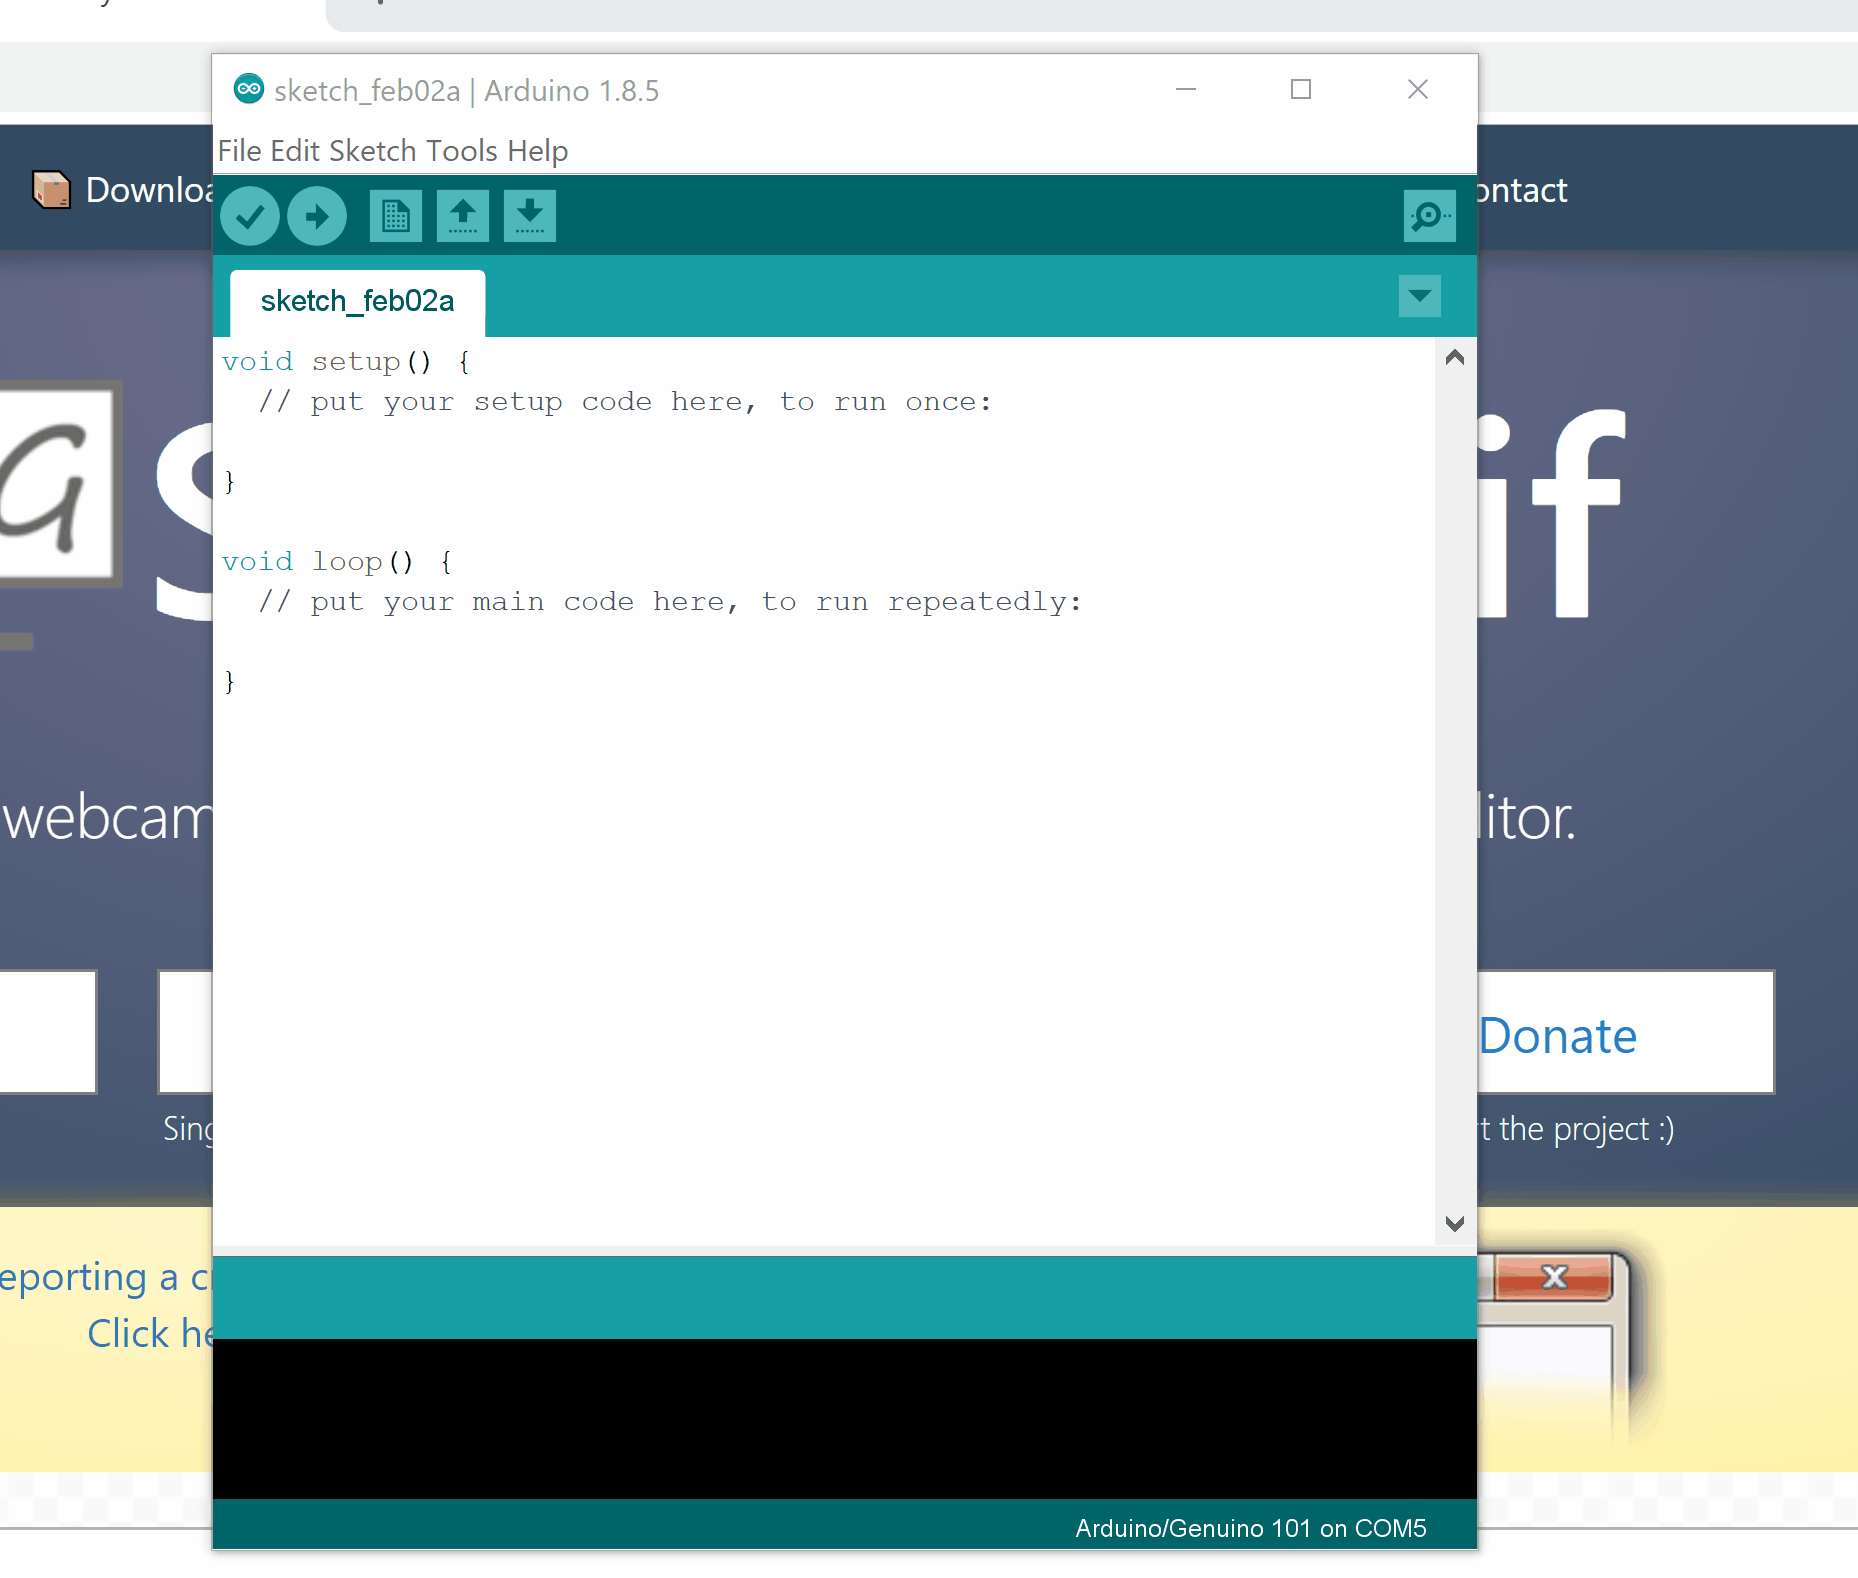 sketch_feb02a | Arduino 1.8.5
File Edit Sketch Tools Help
sketch_feb02a
void setup() {
  // put your setup code here, to run once:
}
void loop() {
  // put your main code here, to run repeatedly:
}
Arduino/Genuino 101 on COM5
Downloa
ontact
G
S
if
webcam
itor.
Donate
Sing
t the project :)
eporting a c
Click he